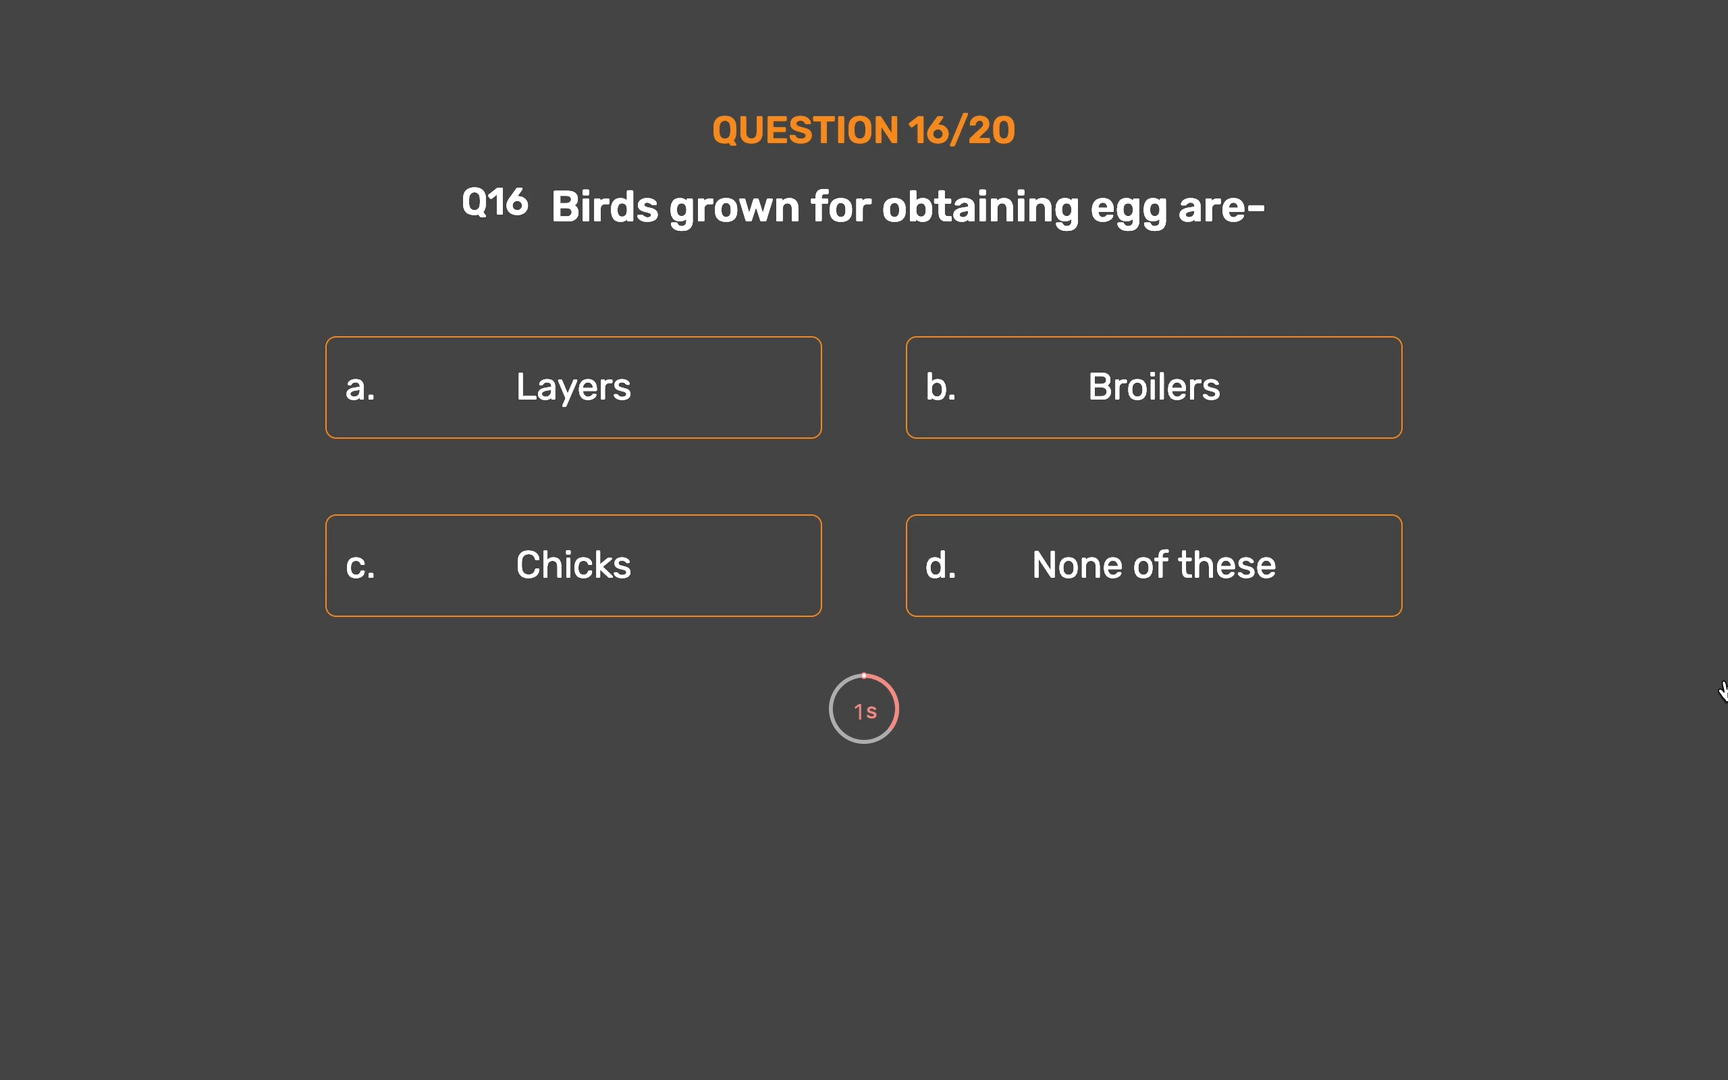 QUESTION 16/20
Q16 Birds grown for obtaining egg are-
a. Layers
b. Broilers
c. Chicks
d. None of these
1s